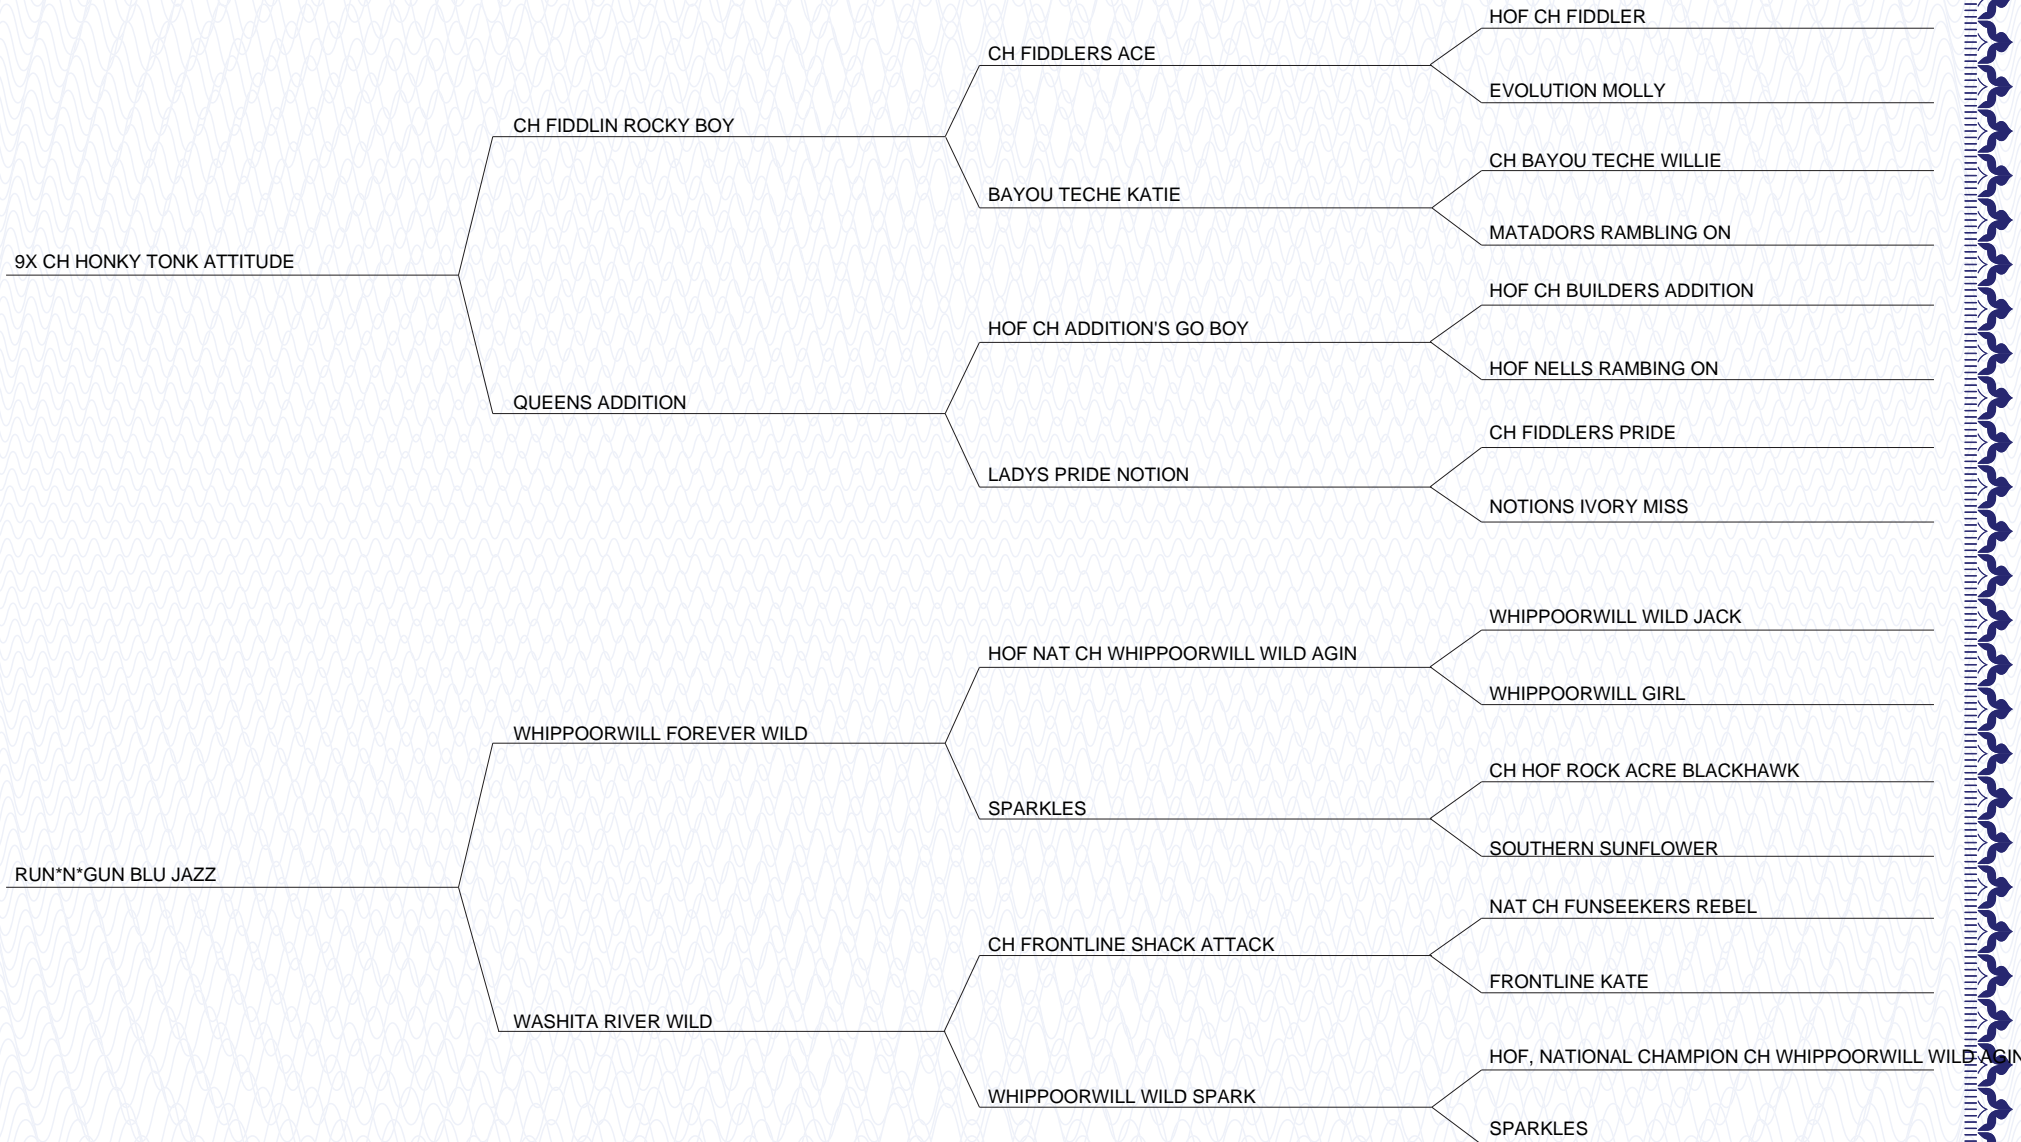 HOF CH FIDDLER
CH FIDDLERS ACE
EVOLUTION MOLLY
CH FIDDLIN ROCKY BOY
CH BAYOU TECHE WILLIE
BAYOU TECHE KATIE
MATADORS RAMBLING ON
9X CH HONKY TONK ATTITUDE
HOF CH BUILDERS ADDITION
HOF CH ADDITION'S GO BOY
HOF NELLS RAMBING ON
QUEENS ADDITION
CH FIDDLERS PRIDE
LADYS PRIDE NOTION
NOTIONS IVORY MISS
WHIPPOORWILL WILD JACK
HOF NAT CH WHIPPOORWILL WILD AGIN
WHIPPOORWILL GIRL
WHIPPOORWILL FOREVER WILD
CH HOF ROCK ACRE BLACKHAWK
SPARKLES
SOUTHERN SUNFLOWER
RUN*N*GUN BLU JAZZ
NAT CH FUNSEEKERS REBEL
CH FRONTLINE SHACK ATTACK
FRONTLINE KATE
WASHITA RIVER WILD
HOF, NATIONAL CHAMPION CH WHIPPOORWILL WILD AGIN
WHIPPOORWILL WILD SPARK
SPARKLES